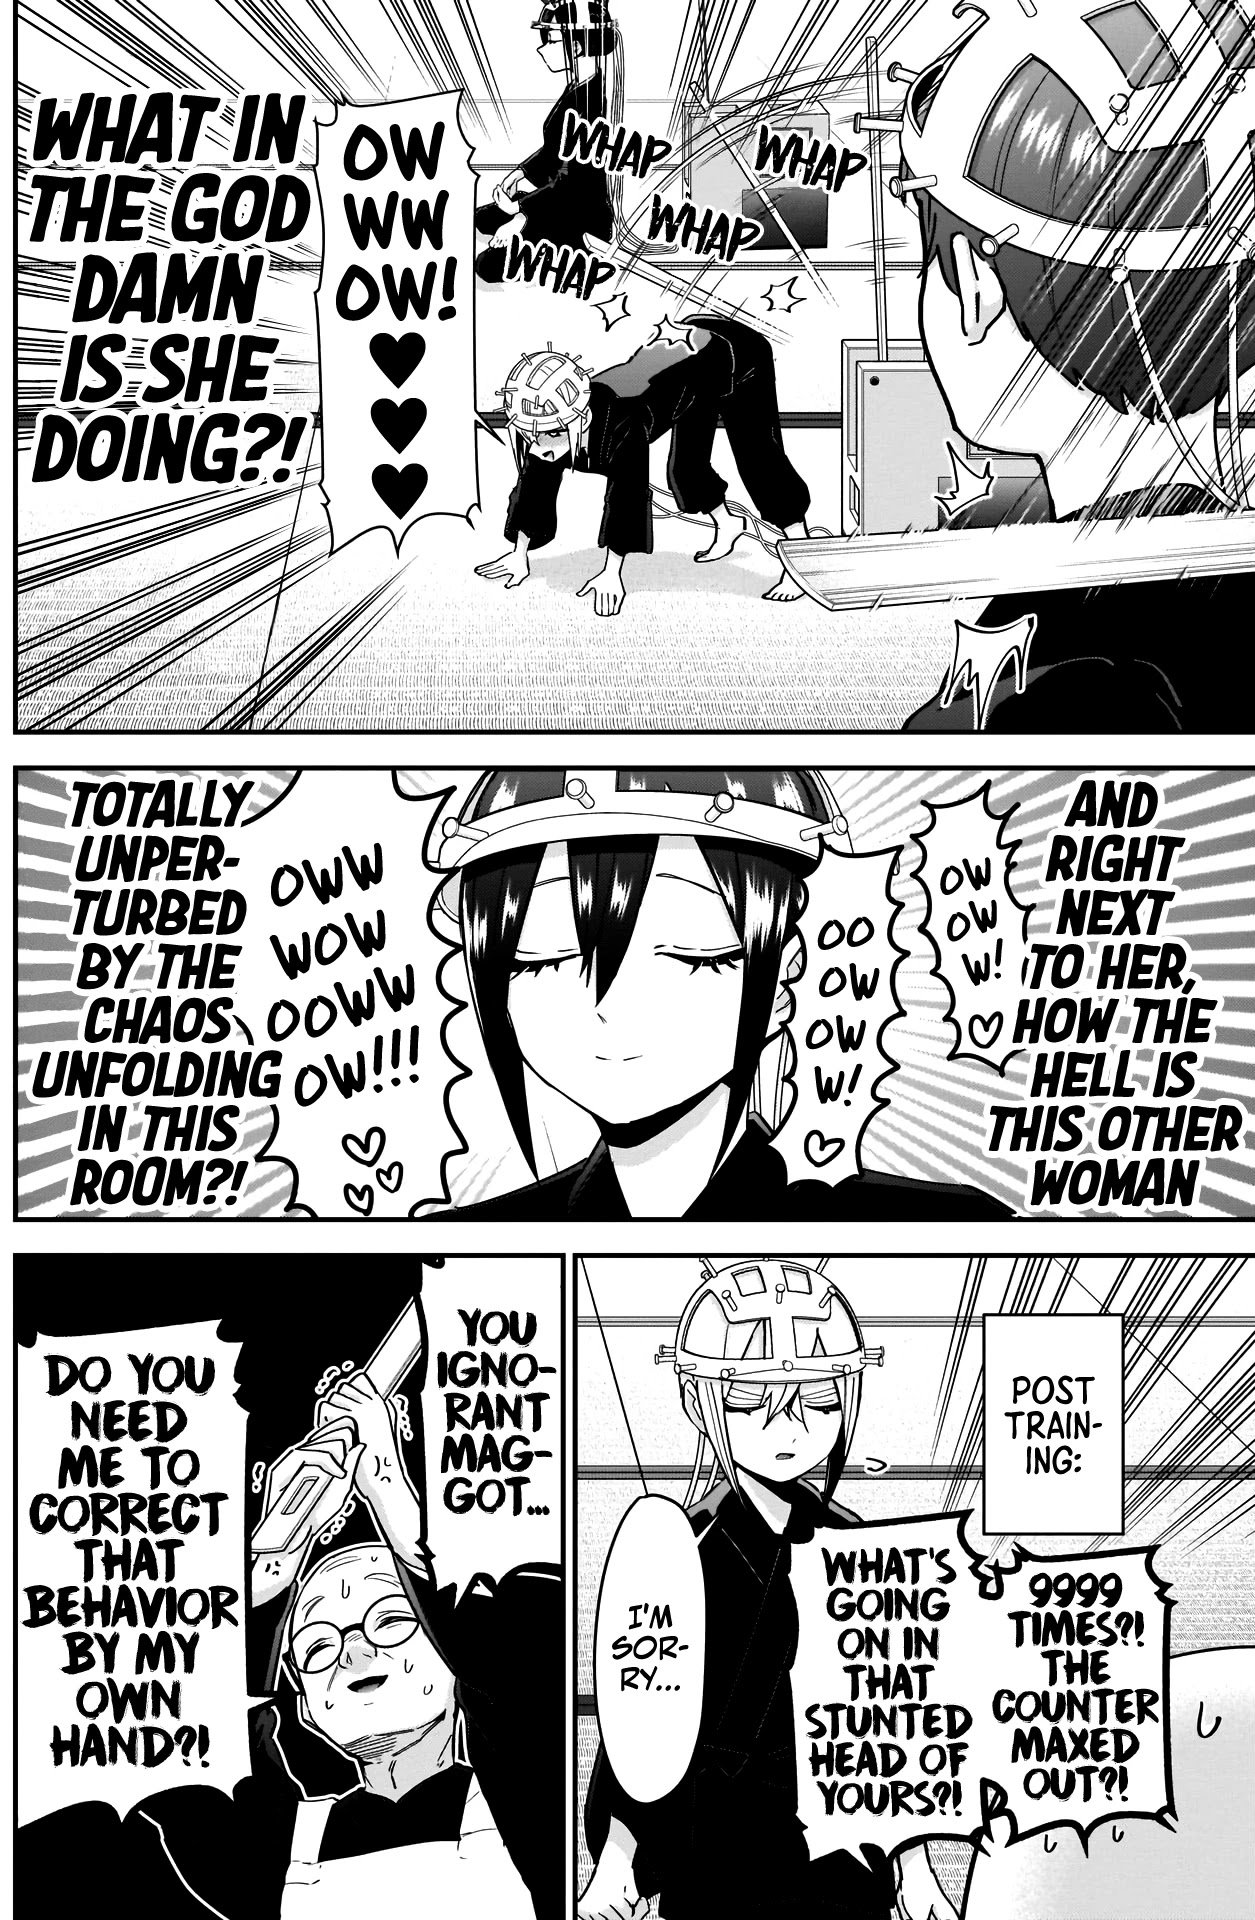 WHAT IN
THE GOD
DAMN
IS SHE
DOING?!
OW
WW
OW!
♥
♥
♥
WHAP
WHAP
WHAP
WHAP
AND
RIGHT
NEXT
TO HER,
HOW THE
HELL IS
THIS OTHER
WOMAN
OW
OW
W!
♡
OO
OW
OW
W!
♡
OWW
WOW
OOWW
OW!!!
♡
♡
♡
TOTALLY
UNPER-
TURBED
BY THE
CHAOS
UNFOLDING
IN THIS
ROOM?!
POST
TRAIN-
ING:
9999
TIMES?!
THE
COUNTER
MAXED
OUT?!
WHAT'S
GOING
ON IN
THAT
STUNTED
HEAD OF
YOURS?!
I'M
SOR-
RY...
YOU
IGNO-
RANT
MAG-
GOT...
DO YOU
NEED
ME TO
CORRECT
THAT
BEHAVIOR
BY MY
OWN
HAND?!